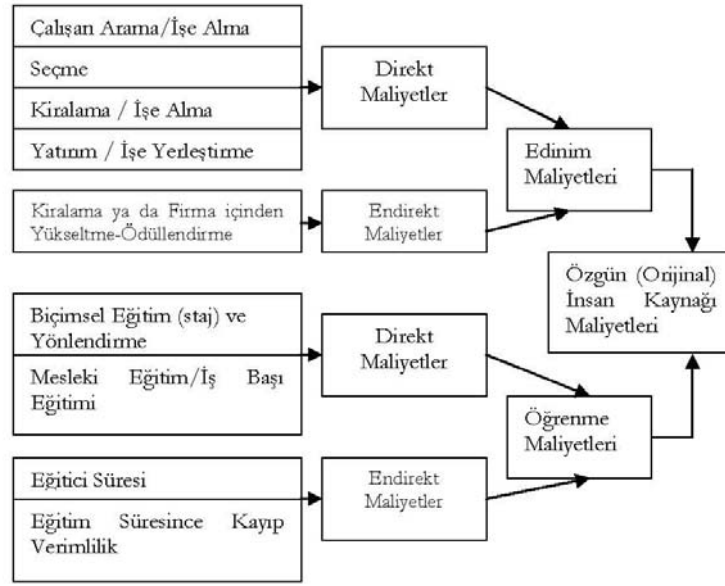 Çalışan Arama/İşe Alma
Seçme
Kiralama / İşe Alma
Yatırım / İşe Yerleştirme
Direkt
Maliyetler
Edinim
Maliyetleri
Kiralama ya da Firma içinden
Yükseltme-Ödüllendirme
Endirekt
Maliyetler
Özgün (Orijinal)
İnsan Kaynağı
Maliyetleri
Biçimsel Eğitim (staj) ve
Yönlendirme
Mesleki Eğitim/İş Başı
Eğitimi
Direkt
Maliyetler
Öğrenme
Maliyetleri
Eğitici Süresi
Eğitim Süresince Kayıp
Verimlilik
Endirekt
Maliyetler